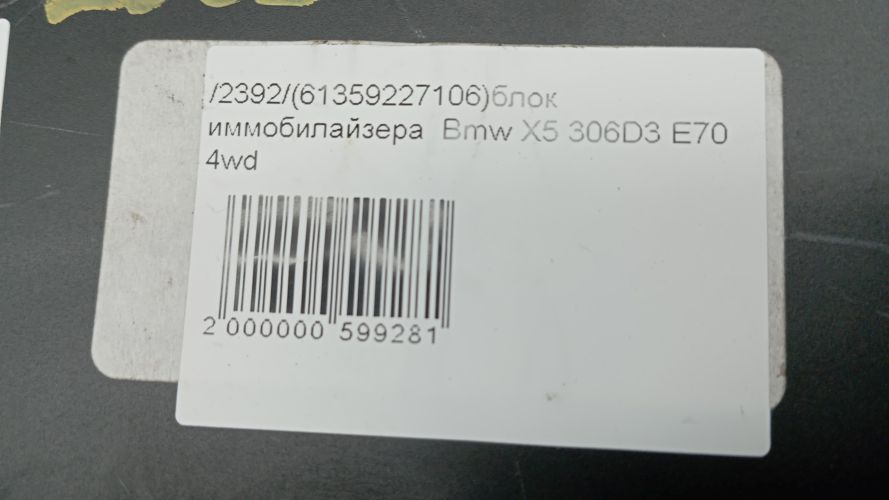 /2392/(61359227106)блок
иммобилайзера Bmw X5 306D3 E70
4wd
2 000000 599281